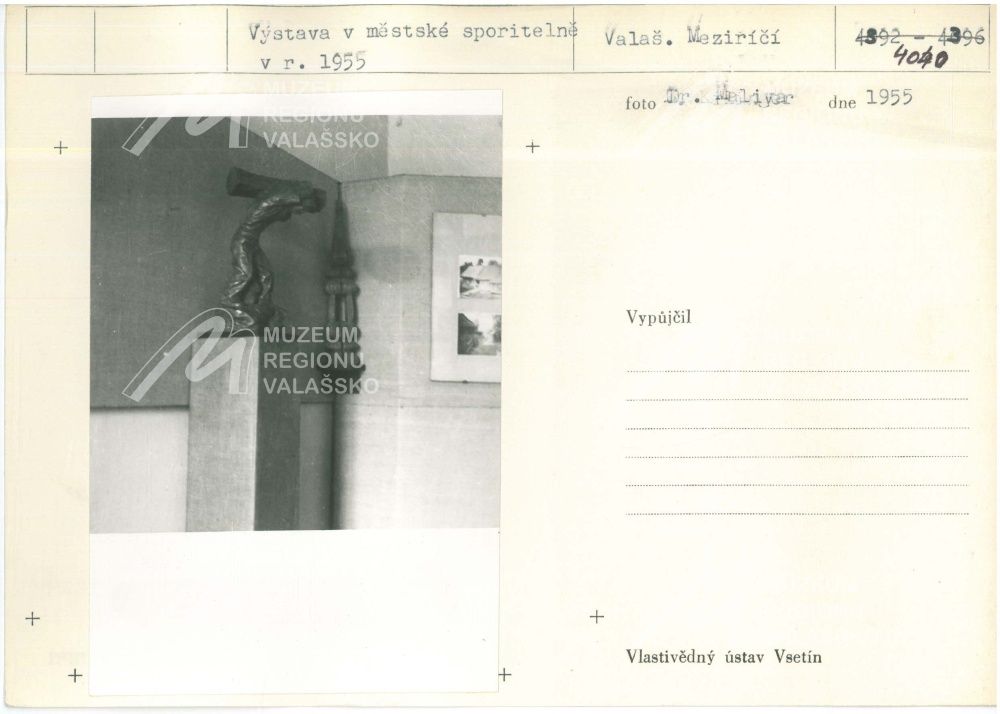 Výstava v městské sporitelně
v r. 1955
Valaš. Meziříčí
4392 - 4396
4040
foto Dr. Maliver dne 1955
MUZEUM
REGIONU
VALAŠSKO
MUZEUM
REGIONU
VALAŠSKO
Vypůjčil
Vlastivědný ústav Vsetín